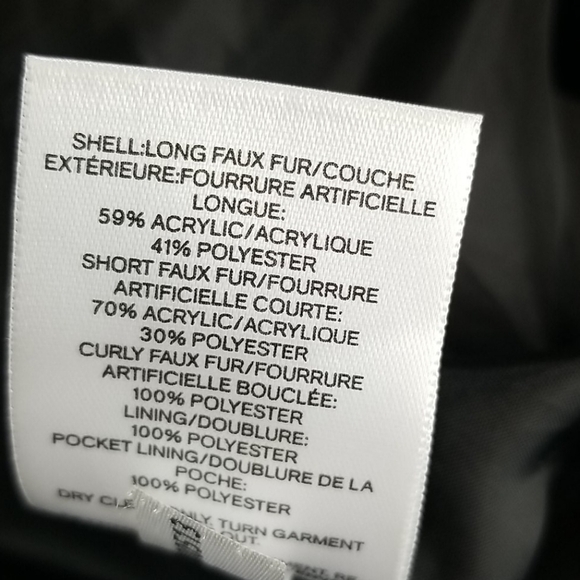 SHELL:LONG FAUX FUR/COUCHE
EXTÉRIEURE:FOURRURE ARTIFICIELLE
LONGUE:
59% ACRYLIC/ACRYLIQUE
41% POLYESTER
SHORT FAUX FUR/FOURRURE
ARTIFICIELLE COURTE:
70% ACRYLIC/ACRYLIQUE
30% POLYESTER
CURLY FAUX FUR/FOURRURE
ARTIFICIELLE BOUCLÉE:
100% POLYESTER
LINING/DOUBLURE:
100% POLYESTER
POCKET LINING/DOUBLURE DE LA
POCHE:
100% POLYESTER
DRY TURN GARMENT
OUT.